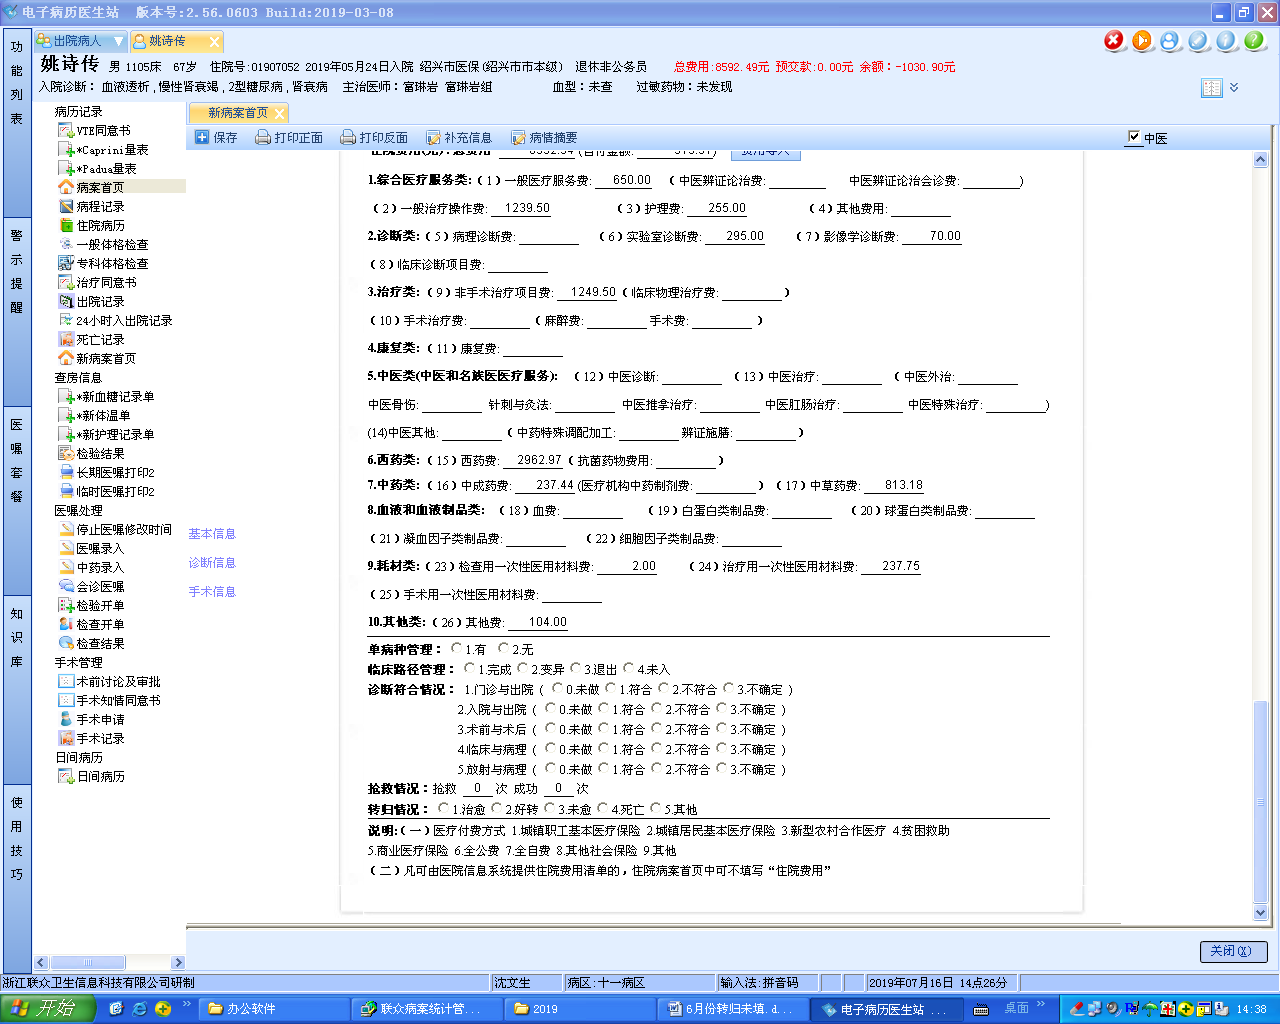 电子病历医生站 版本号:2.56.0603 Build:2019-03-08
出院病人 姚诗传
姚诗传 男 1105床 67岁 住院号:01907052 2019年05月24日入院 绍兴市医保(绍兴市市本级) 退休非公务员 总费用:8592.49元 预交款:0.00元 余额：-1030.90元
入院诊断： 血液透析,慢性肾衰竭,2型糖尿病,肾衰病 主治医师：富琳岩 富琳岩组 血型：未查 过敏药物：未发现
功能列表
警示提醒
医嘱套餐
知识库
使用技巧
病历记录
VTE同意书
*Caprini量表
*Padua量表
病案首页
病程记录
住院病历
一般体格检查
专科体格检查
治疗同意书
出院记录
24小时入出院记录
死亡记录
新病案首页
查房信息
*新血糖记录单
*新体温单
*新护理记录单
检验结果
长期医嘱打印2
临时医嘱打印2
医嘱处理
停止医嘱修改时间
医嘱录入
中药录入
会诊医嘱
检验开单
检查开单
检查结果
手术管理
术前讨论及审批
手术知情同意书
手术申请
手术记录
日间病历
日间病历
新病案首页
保存 打印正面 打印反面 补充信息 病情摘要 中医
基本信息
诊断信息
手术信息
1.综合医疗服务类:（1）一般医疗服务费: 650.00 （ 中医辨证论治费: 中医辨证论治会诊费: )
（2）一般治疗操作费: 1239.50 （3）护理费: 255.00 （4）其他费用:
2.诊断类:（5）病理诊断费: （6）实验室诊断费: 295.00 （7）影像学诊断费: 70.00
（8）临床诊断项目费:
3.治疗类:（9）非手术治疗项目费: 1249.50 ( 临床物理治疗费: )
（10）手术治疗费: ( 麻醉费: 手术费: )
4.康复类:（11）康复费:
5.中医类(中医和名族医医疗服务): （12）中医诊断: （13）中医治疗: （ 中医外治:
中医骨伤: 针刺与灸法: 中医推拿治疗: 中医肛肠治疗: 中医特殊治疗: )
(14)中医其他: ( 中药特殊调配加工: 辨证施膳: )
6.西药类:（15）西药费: 2962.97 ( 抗菌药物费用: )
7.中药类:（16）中成药费: 237.44 (医疗机构中药制剂费: ) （17）中草药费: 813.18
8.血液和血液制品类: （18）血费: （19）白蛋白类制品费: （20）球蛋白类制品费:
（21）凝血因子类制品费: （22）细胞因子类制品费:
9.耗材类:（23）检查用一次性医用材料费: 2.00 （24）治疗用一次性医用材料费: 237.75
（25）手术用一次性医用材料费:
10.其他类:（26）其他费: 104.00
单病种管理： 1.有 2.无
临床路径管理： 1.完成 2.变异 3.退出 4.未入
诊断符合情况： 1.门诊与出院 ( 0.未做 1.符合 2.不符合 3.不确定 )
2.入院与出院 ( 0.未做 1.符合 2.不符合 3.不确定 )
3.术前与术后 ( 0.未做 1.符合 2.不符合 3.不确定 )
4.临床与病理 ( 0.未做 1.符合 2.不符合 3.不确定 )
5.放射与病理 ( 0.未做 1.符合 2.不符合 3.不确定 )
抢救情况：抢救 0 次 成功 0 次
转归情况： 1.治愈 2.好转 3.未愈 4.死亡 5.其他
说明:（一）医疗付费方式 1.城镇职工基本医疗保险 2.城镇居民基本医疗保险 3.新型农村合作医疗 4.贫困救助
5.商业医疗保险 6.全公费 7.全自费 8.其他社会保险 9.其他
（二）凡可由医院信息系统提供住院费用清单的，住院病案首页中可不填写“住院费用”
关闭(X)
浙江联众卫生信息科技有限公司研制 沈文生 病区：十一病区 输入法：拼音码 2019年07月16日 14点26分
开始 办公软件 联众病案统计管... 2019 6月份转归未填.d... 电子病历医生站 ... 桌面 14:38